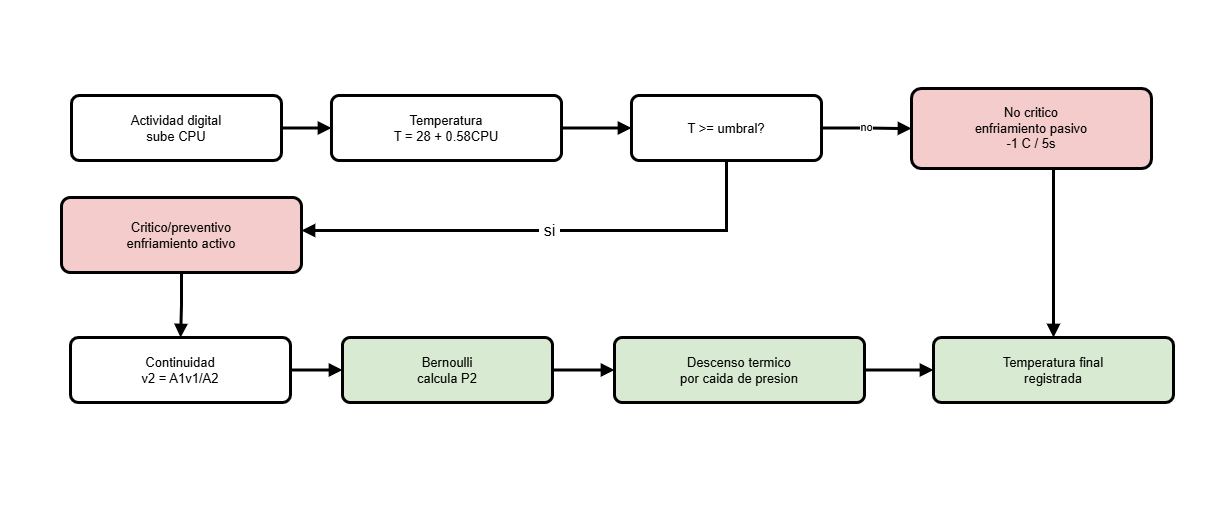 Actividad digital
sube CPU
Temperatura
T = 28 + 0.58CPU
T >= umbral?
no
No critico
enfriamiento pasivo
-1 C / 5s
Critico/preventivo
enfriamiento activo
si
Continuidad
v2 = A1v1/A2
Bernoulli
calcula P2
Descenso termico
por caida de presion
Temperatura final
registrada